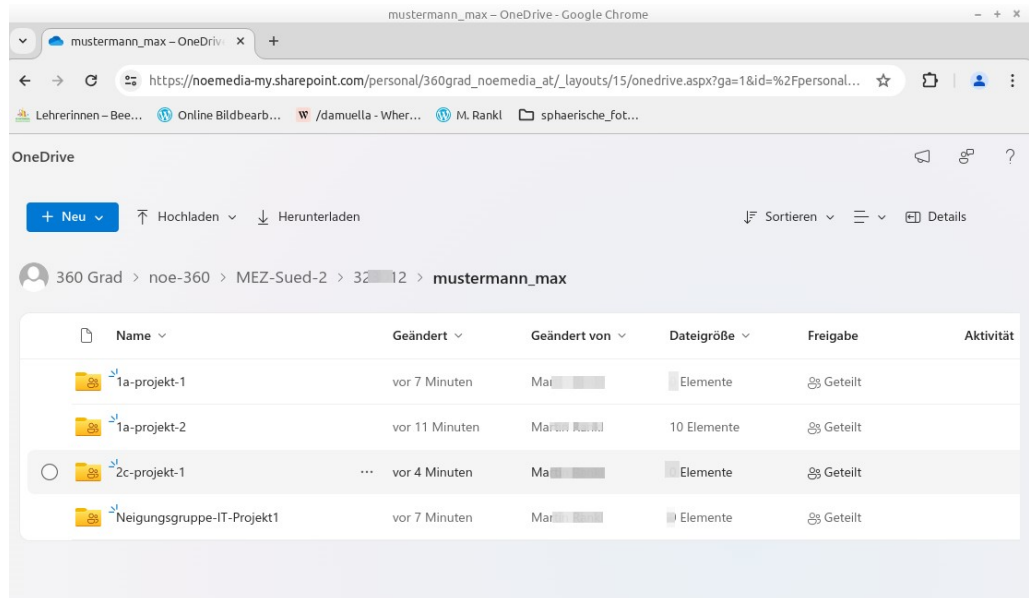 mustermann_max – OneDrive - Google Chrome
mustermann_max – OneDriv
https://noemedia-my.sharepoint.com/personal/360grad_noemedia_at/_layouts/15/onedrive.aspx?ga=1&id=%2Fpersonal...
Lehrerinnen – Bee... Online Bildbearb... /damuella - Wher... M. Rankl sphaerische_fot...
OneDrive
+ Neu Hochladen Herunterladen Sortieren Details
360 Grad > noe-360 > MEZ-Sued-2 > 32 12 > mustermann_max
Name Geändert Geändert von Dateigröße Freigabe Aktivität
1a-projekt-1 vor 7 Minuten Elemente Geteilt
1a-projekt-2 vor 11 Minuten 10 Elemente Geteilt
2c-projekt-1 ... vor 4 Minuten Elemente Geteilt
Neigungsgruppe-IT-Projekt1 vor 7 Minuten Elemente Geteilt